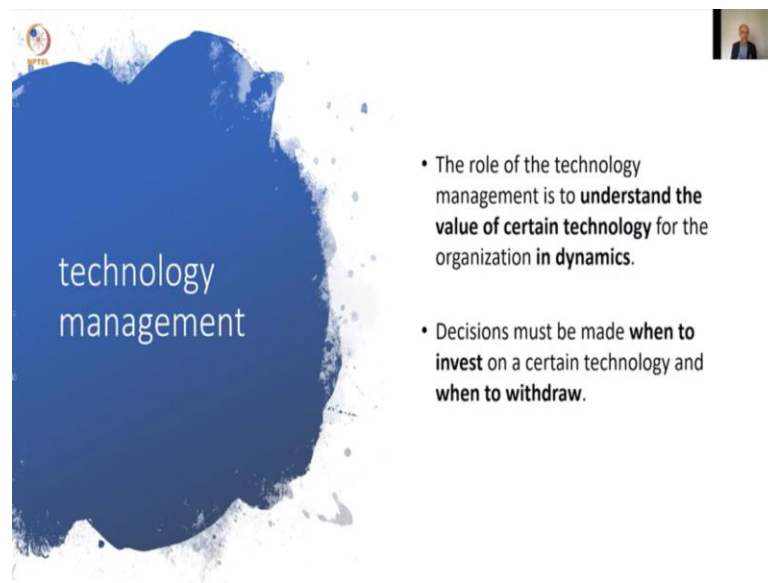 NPTEL
technology
management
• The role of the technology
management is to understand the
value of certain technology for the
organization in dynamics.
• Decisions must be made when to
invest on a certain technology and
when to withdraw.